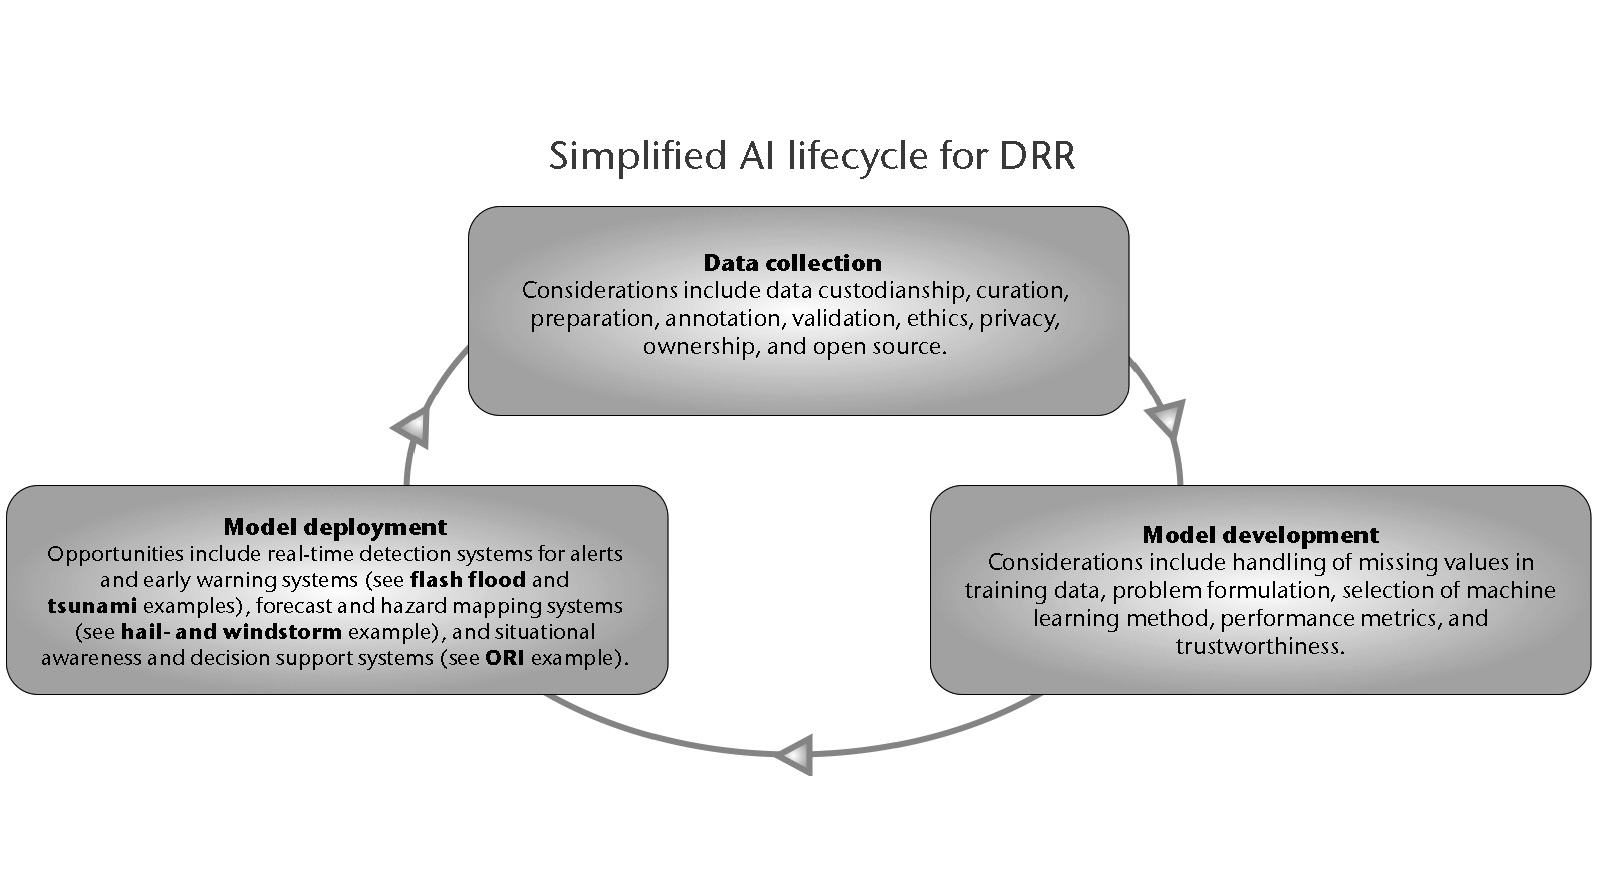 Simplified AI lifecycle for DRR
Data collection
Considerations include data custodianship, curation,
preparation, annotation, validation, ethics, privacy,
ownership, and open source.
Model deployment
Opportunities include real-time detection systems for alerts
and early warning systems (see flash flood and
tsunami examples), forecast and hazard mapping systems
(see hail- and windstorm example), and situational
awareness and decision support systems (see ORI example).
Model development
Considerations include handling of missing values in
training data, problem formulation, selection of machine
learning method, performance metrics, and
trustworthiness.